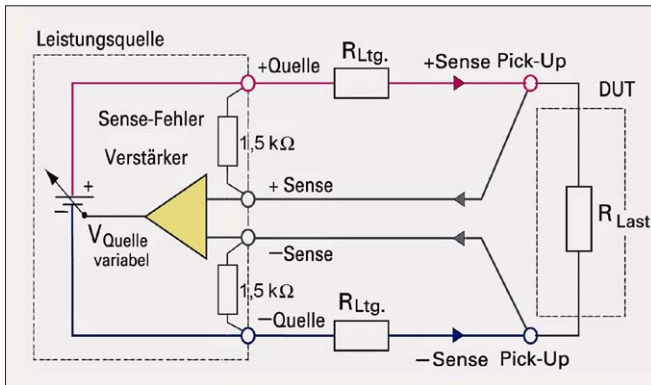 Leistungsquelle
+Quelle
RLtg.
+Sense Pick-Up
DUT
Sense-Fehler
Verstärker
1,5 kΩ
+ Sense
+
−
VQuelle
variabel
−Sense
RLast
1,5 kΩ
−Quelle
RLtg.
−Sense Pick-Up